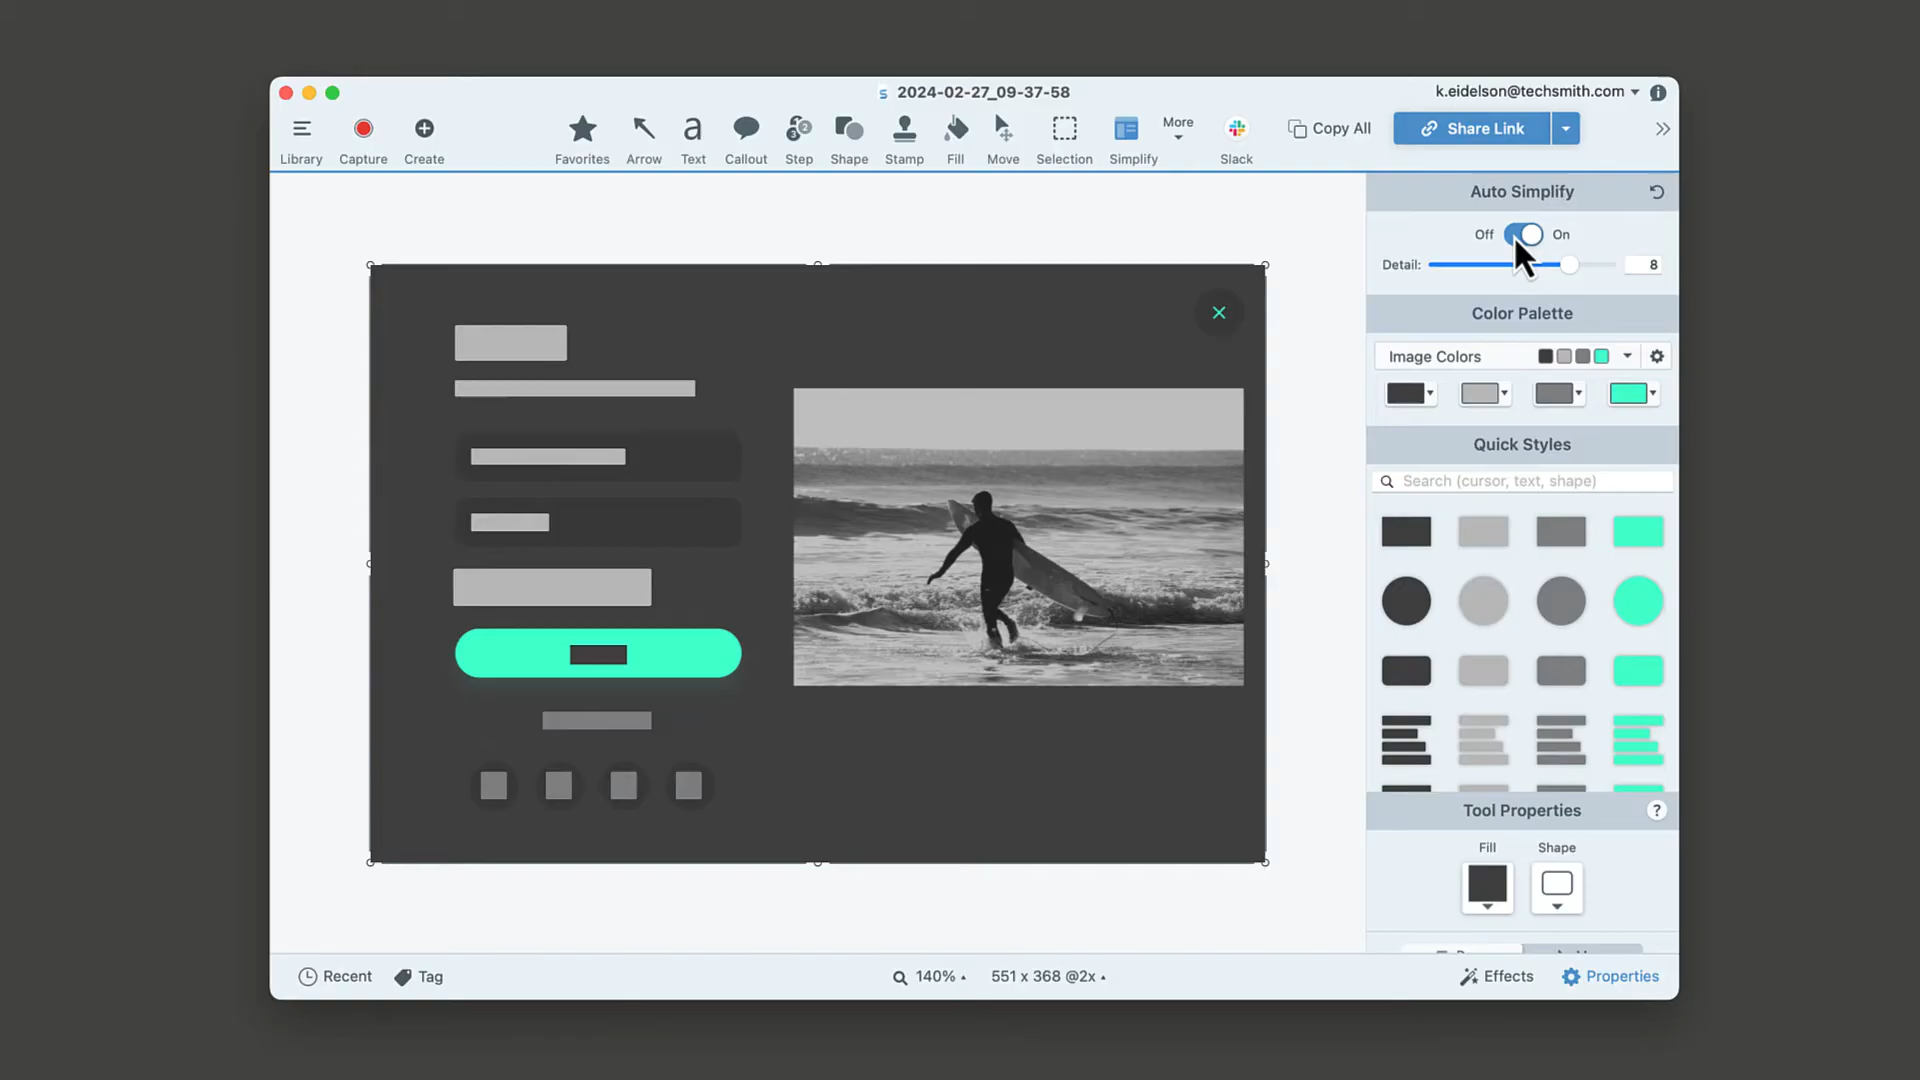 2024-02-27_09-37-58
k.eidelson@techsmith.com
Library
Capture
Create
Favorites
Arrow
a
Text
Callout
Step
Shape
Stamp
Fill
Move
Selection
Simplify
More
Slack
Copy All
Share Link
Auto Simplify
Off
On
Detail:
8
Color Palette
Image Colors
Quick Styles
Search (cursor, text, shape)
Tool Properties
?
Fill
Shape
Recent
Tag
140%
551 x 368 @2x
Effects
Properties